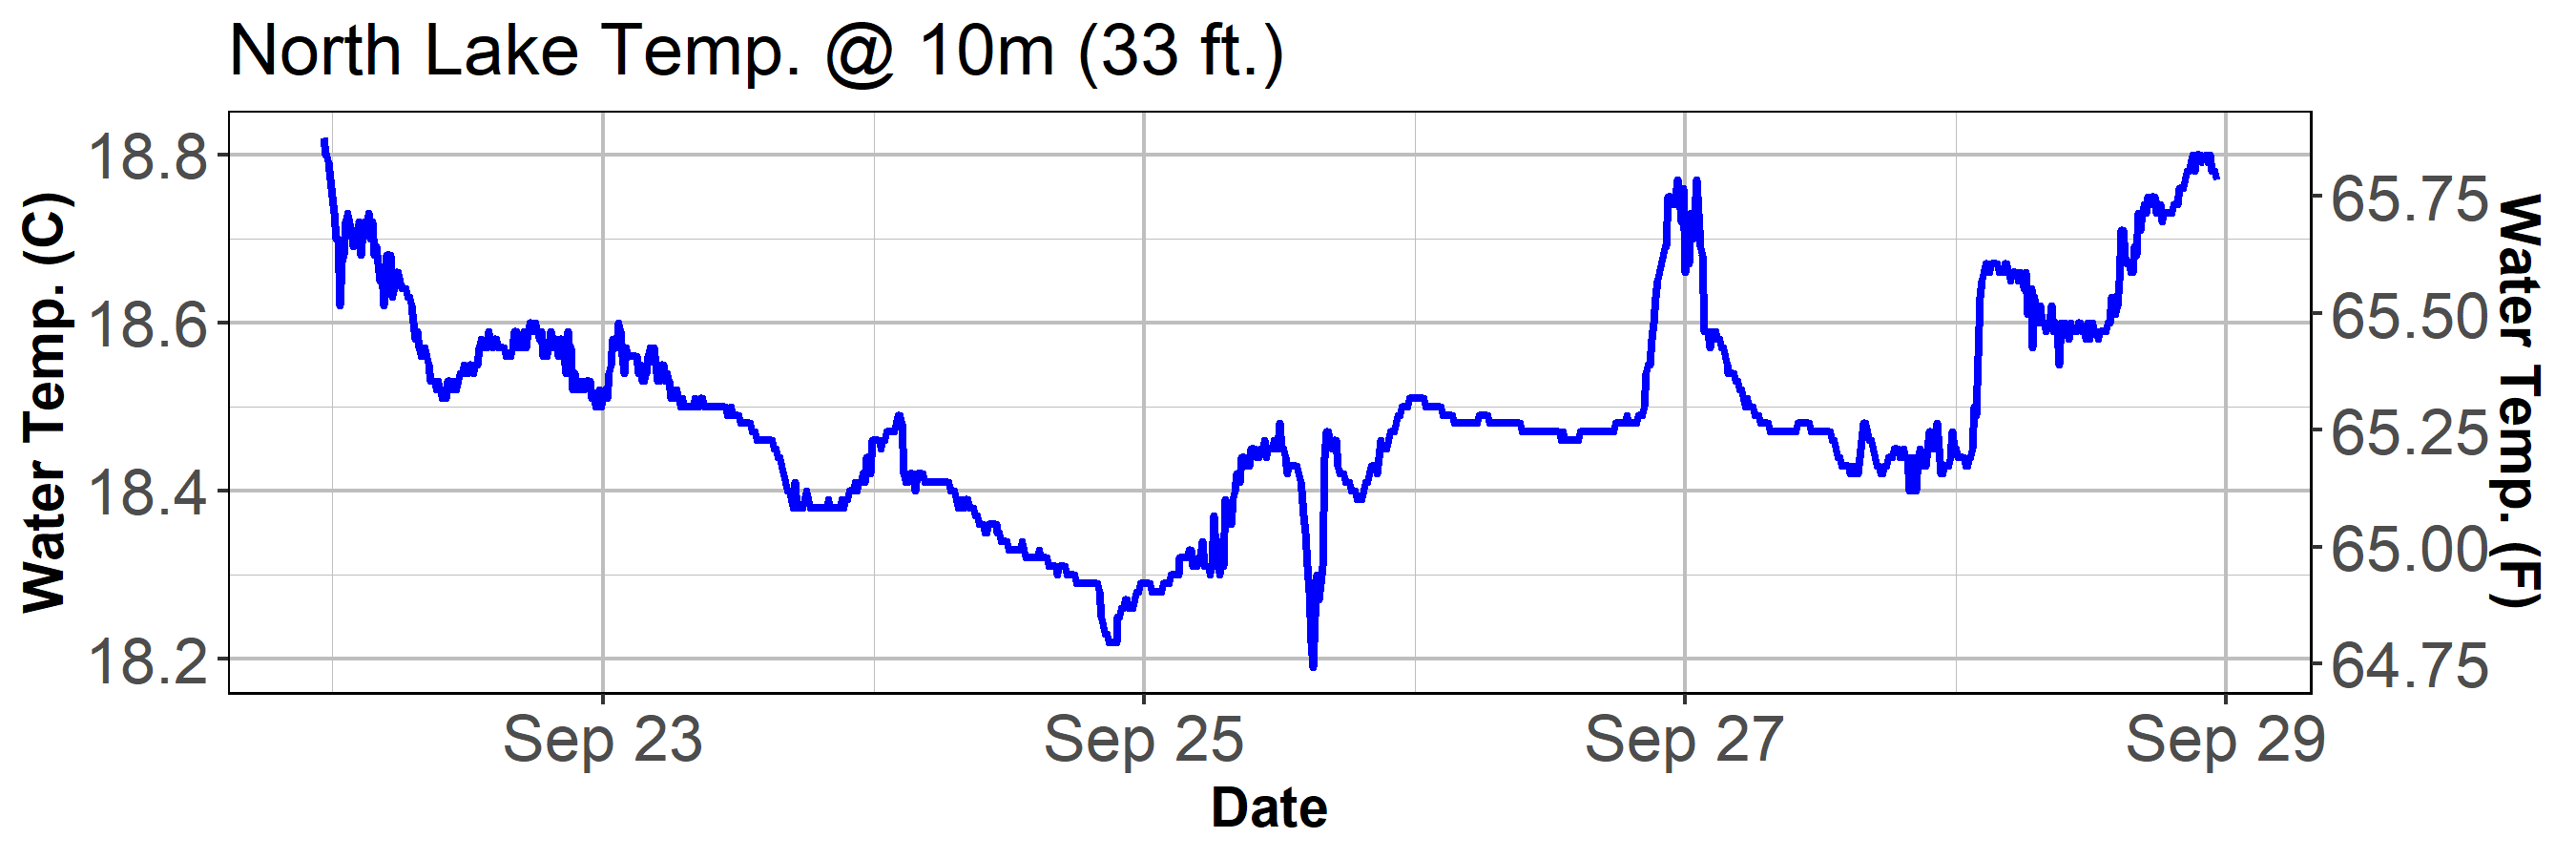 North Lake Temp. @ 10m (33 ft.)
Water Temp. (C)
18.8
18.6
18.4
18.2
65.75
65.50
65.25
65.00
64.75
Water Temp. (F)
Sep 23 Sep 25 Sep 27 Sep 29
Date